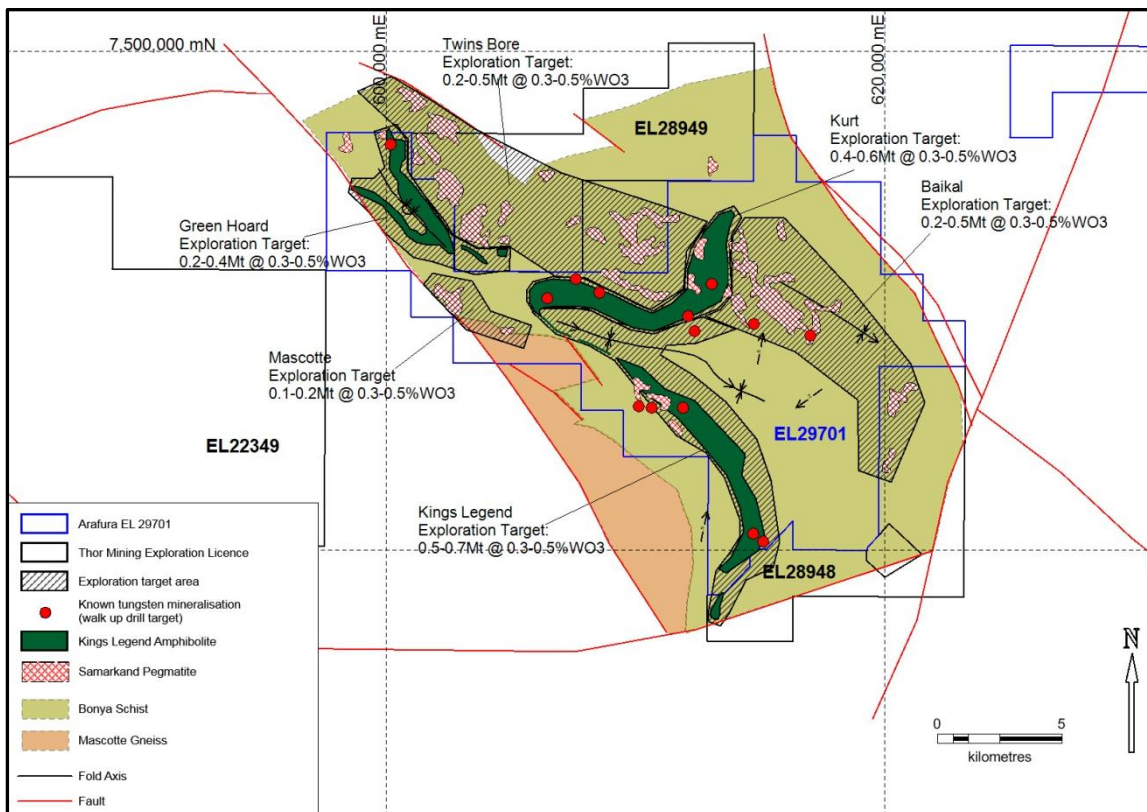 7,500,000 mN
600,000 mE
620,000 mE
Twins Bore
Exploration Target:
0.2-0.5Mt @ 0.3-0.5%WO3
EL28949
Kurt
Exploration Target:
0.4-0.6Mt @ 0.3-0.5%WO3
Baikal
Exploration Target:
0.2-0.5Mt @ 0.3-0.5%WO3
Green Hoard
Exploration Target:
0.2-0.4Mt @ 0.3-0.5%WO3
Mascotte
Exploration Target
0.1-0.2Mt @ 0.3-0.5%WO3
EL22349
EL29701
Kings Legend
Exploration Target:
0.5-0.7Mt @ 0.3-0.5%WO3
EL28948
Arafura EL 29701
Thor Mining Exploration Licence
Exploration target area
Known tungsten mineralisation
(walk up drill target)
Kings Legend Amphibolite
Samarkand Pegmatite
Bonya Schist
Mascotte Gneiss
Fold Axis
Fault
N
0 5
kilometres